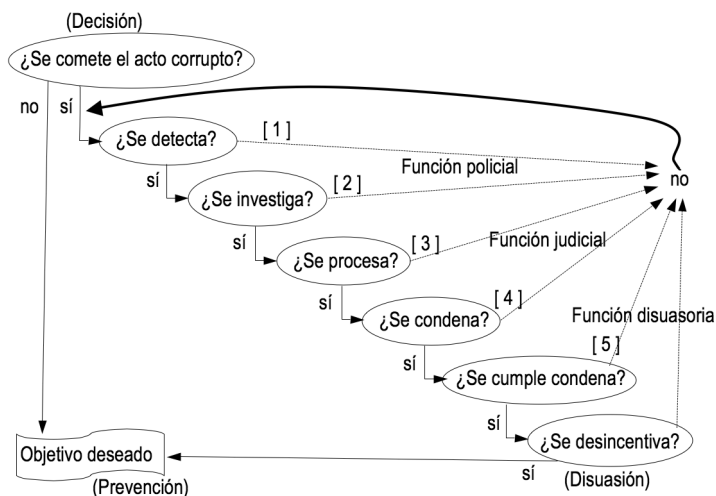 (Decisión)
¿Se comete el acto corrupto?
no
sí
¿Se detecta?
[ 1 ]
Función policial
sí
¿Se investiga?
[ 2 ]
no
sí
¿Se procesa?
[ 3 ]
Función judicial
sí
¿Se condena?
[ 4 ]
Función disuasoria
sí
¿Se cumple condena?
[ 5 ]
sí
¿Se desincentiva?
Objetivo deseado
sí
(Disuasión)
(Prevención)